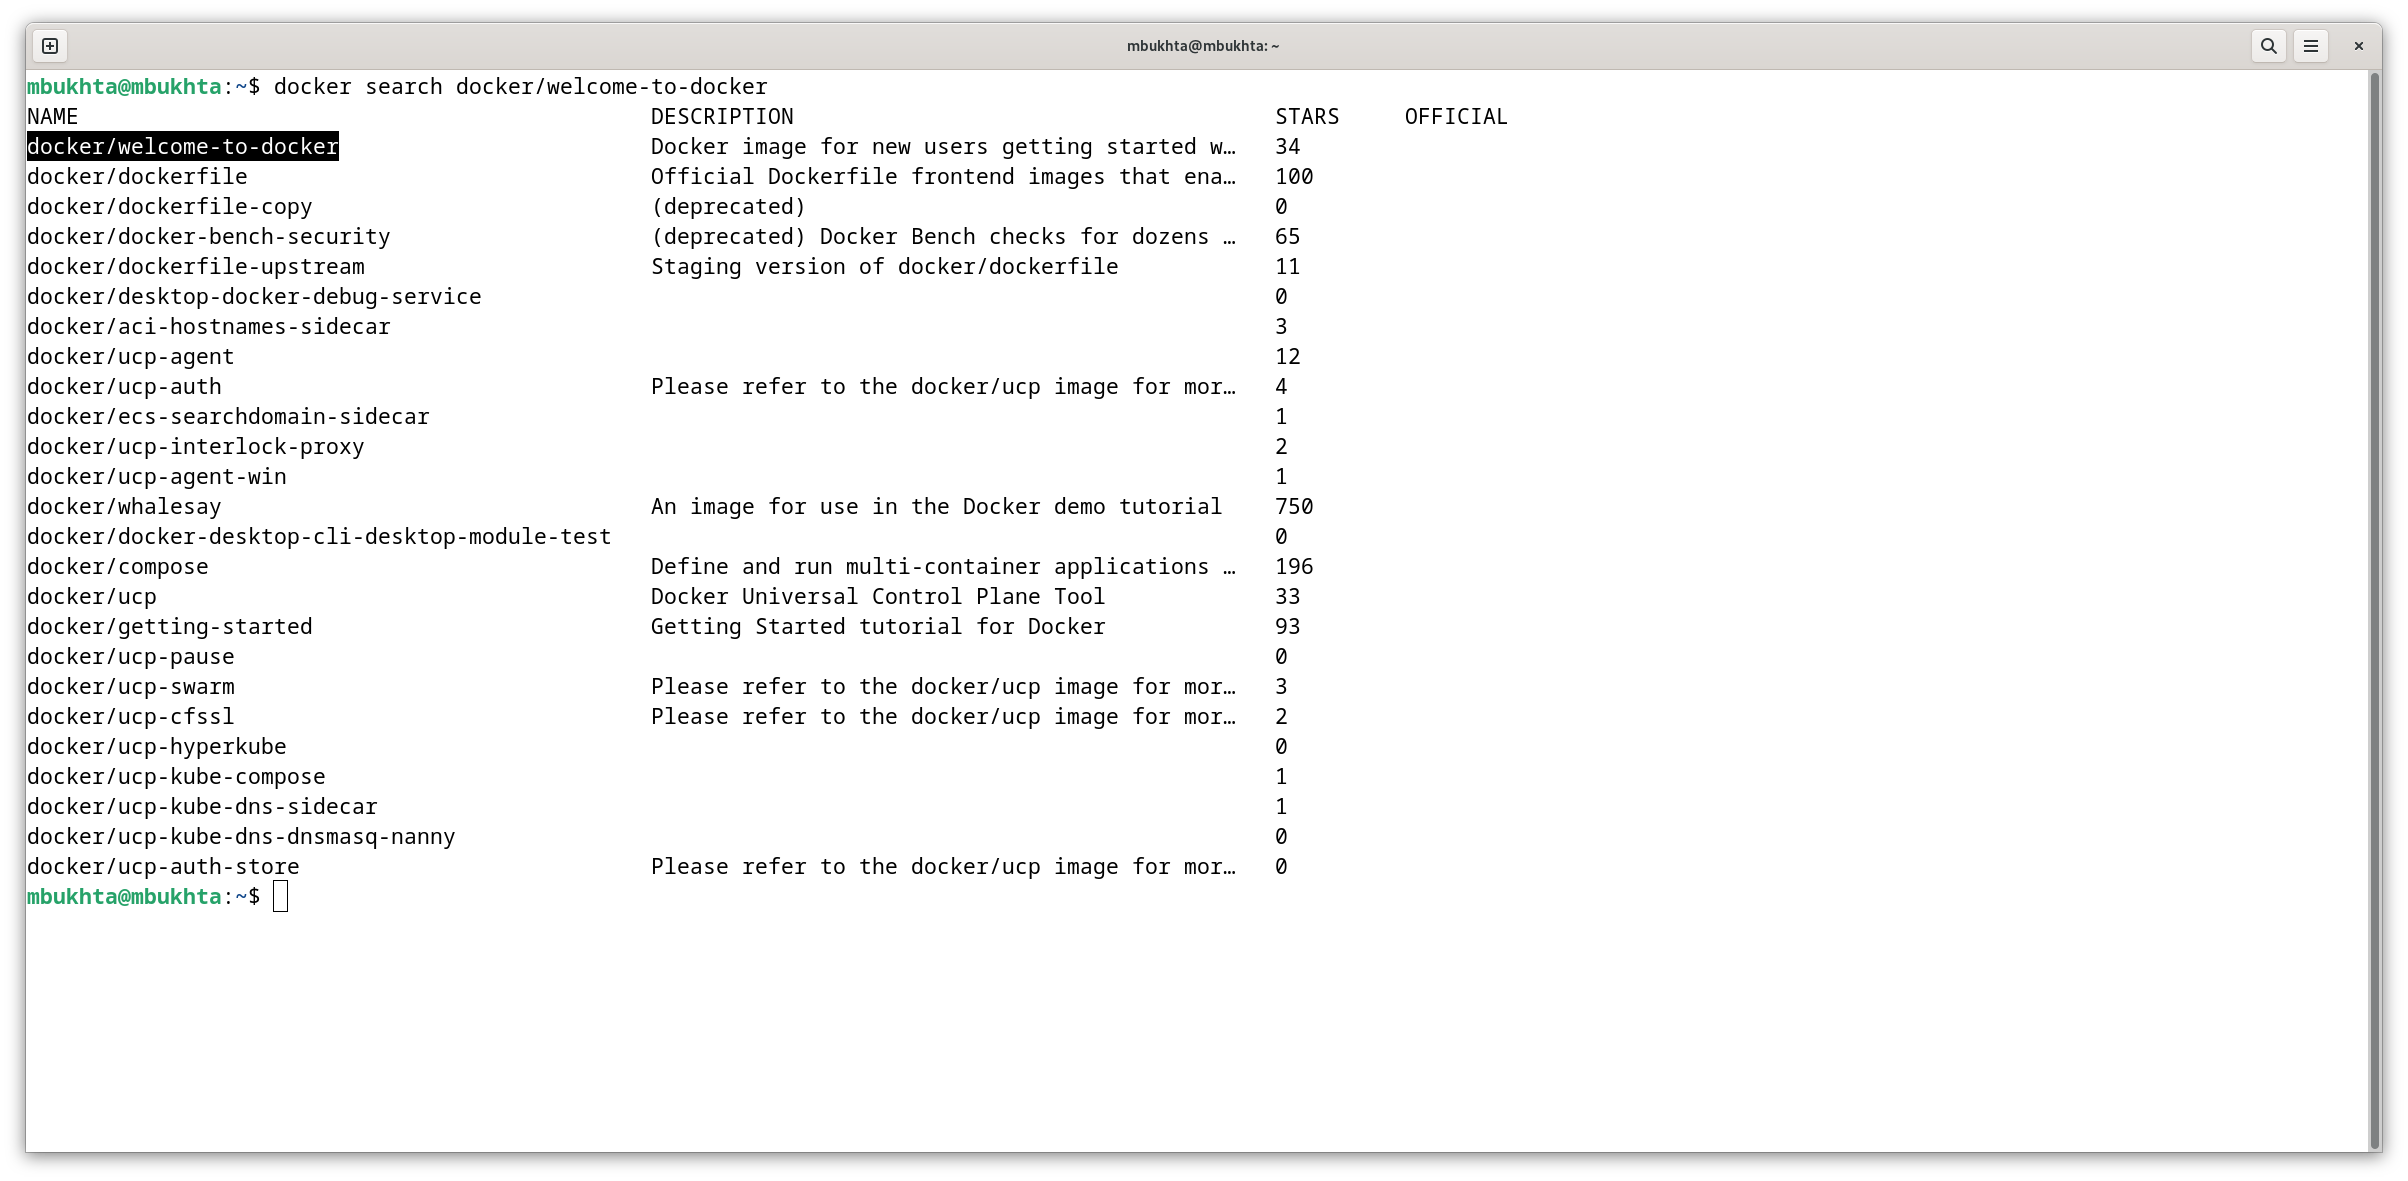 mbukhta@mbukhta: ~
mbukhta@mbukhta:~$ docker search docker/welcome-to-docker
NAME                                            DESCRIPTION                                     STARS     OFFICIAL
docker/welcome-to-docker                        Docker image for new users getting started w…   34
docker/dockerfile                               Official Dockerfile frontend images that ena…   100
docker/dockerfile-copy                          (deprecated)                                    0
docker/docker-bench-security                    (deprecated) Docker Bench checks for dozens …   65
docker/dockerfile-upstream                      Staging version of docker/dockerfile            11
docker/desktop-docker-debug-service                                                             0
docker/aci-hostnames-sidecar                                                                    3
docker/ucp-agent                                                                                12
docker/ucp-auth                                 Please refer to the docker/ucp image for mor…   4
docker/ecs-searchdomain-sidecar                                                                 1
docker/ucp-interlock-proxy                                                                      2
docker/ucp-agent-win                                                                            1
docker/whalesay                                 An image for use in the Docker demo tutorial    750
docker/docker-desktop-cli-desktop-module-test                                                   0
docker/compose                                  Define and run multi-container applications …   196
docker/ucp                                      Docker Universal Control Plane Tool             33
docker/getting-started                          Getting Started tutorial for Docker             93
docker/ucp-pause                                                                                0
docker/ucp-swarm                                Please refer to the docker/ucp image for mor…   3
docker/ucp-cfssl                                Please refer to the docker/ucp image for mor…   2
docker/ucp-hyperkube                                                                            0
docker/ucp-kube-compose                                                                         1
docker/ucp-kube-dns-sidecar                                                                     1
docker/ucp-kube-dns-dnsmasq-nanny                                                               0
docker/ucp-auth-store                           Please refer to the docker/ucp image for mor…   0
mbukhta@mbukhta:~$